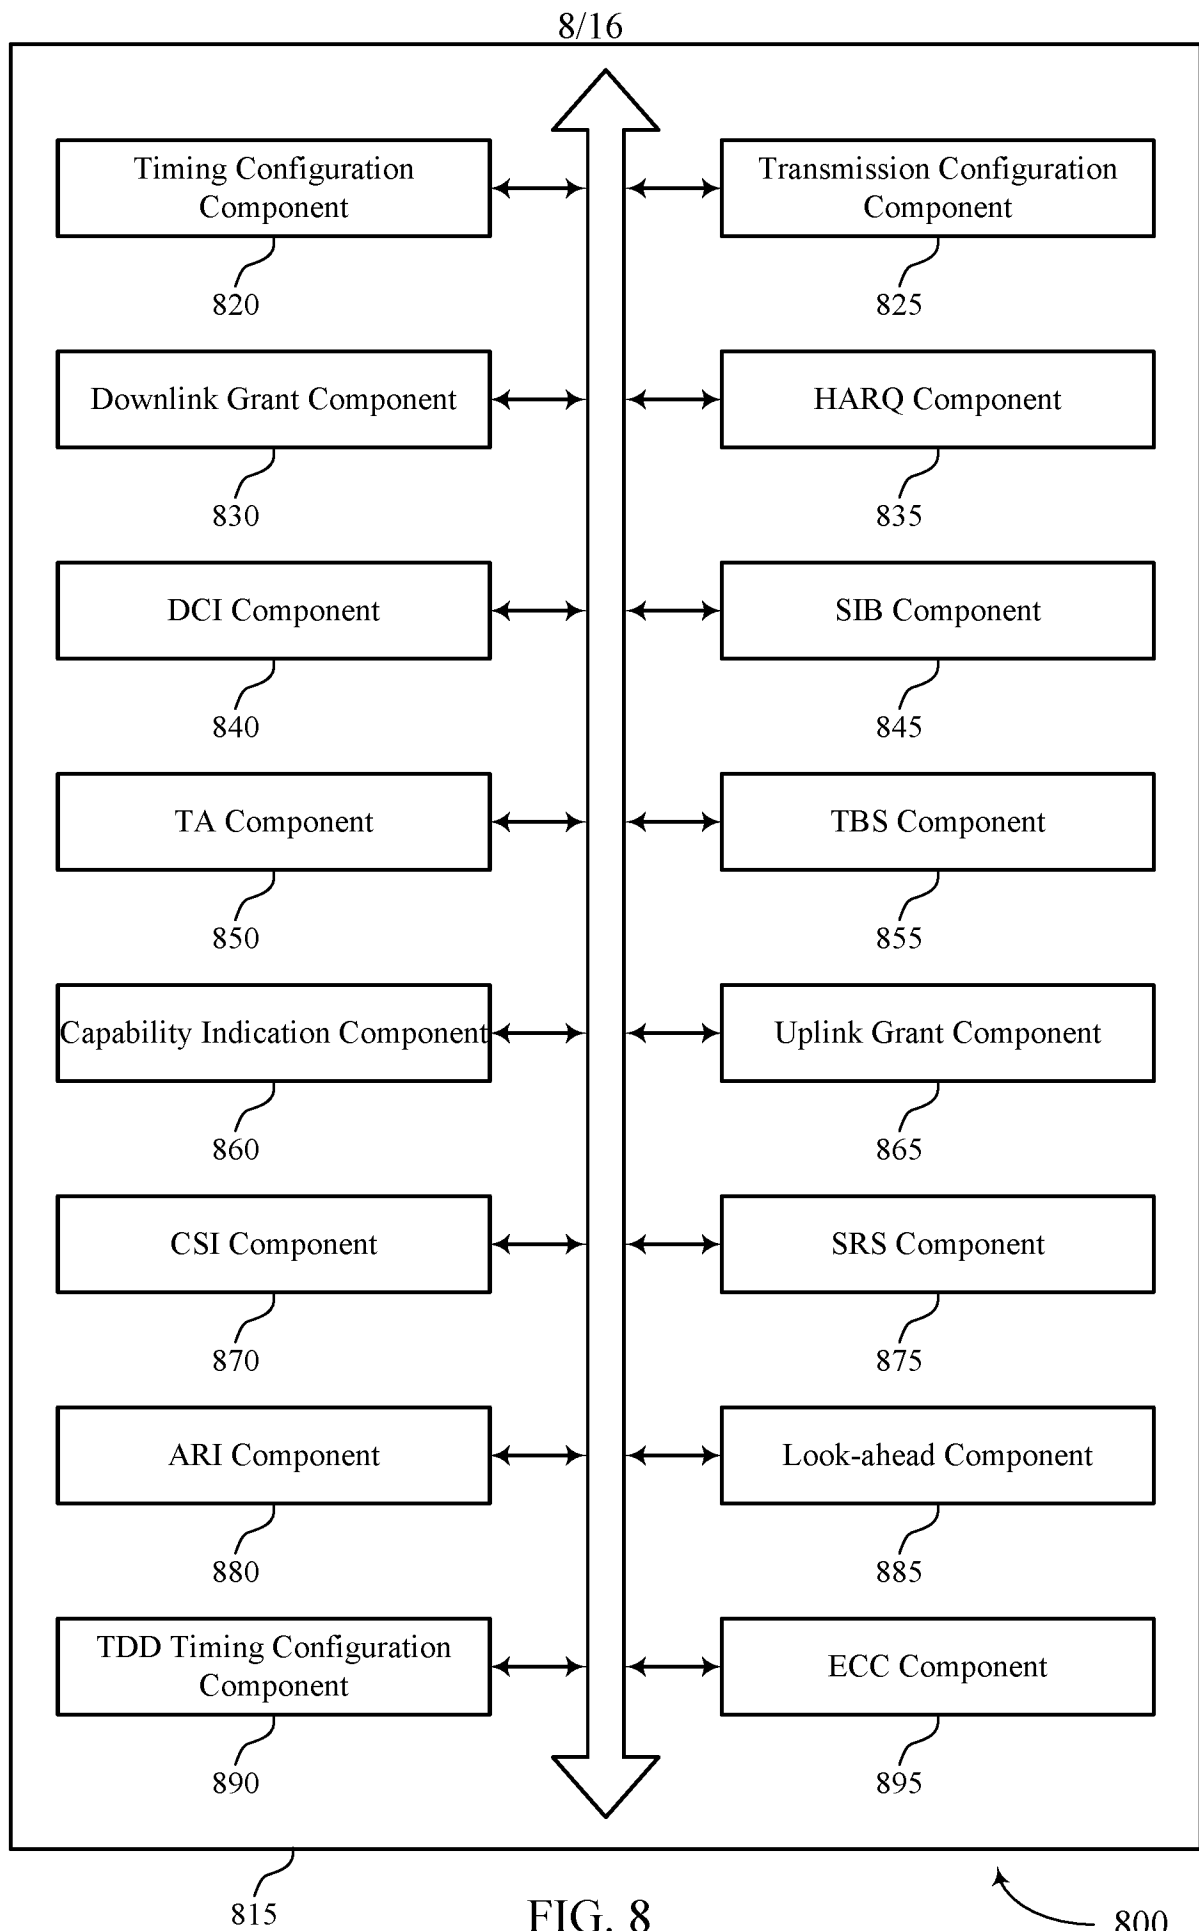 8/16
Timing Configuration
Component
820
Transmission Configuration
Component
825
Downlink Grant Component
830
HARQ Component
835
DCI Component
840
SIB Component
845
TA Component
850
TBS Component
855
Capability Indication Component
860
Uplink Grant Component
865
CSI Component
870
SRS Component
875
ARI Component
880
Look-ahead Component
885
TDD Timing Configuration
Component
890
ECC Component
895
815
FIG. 8
800